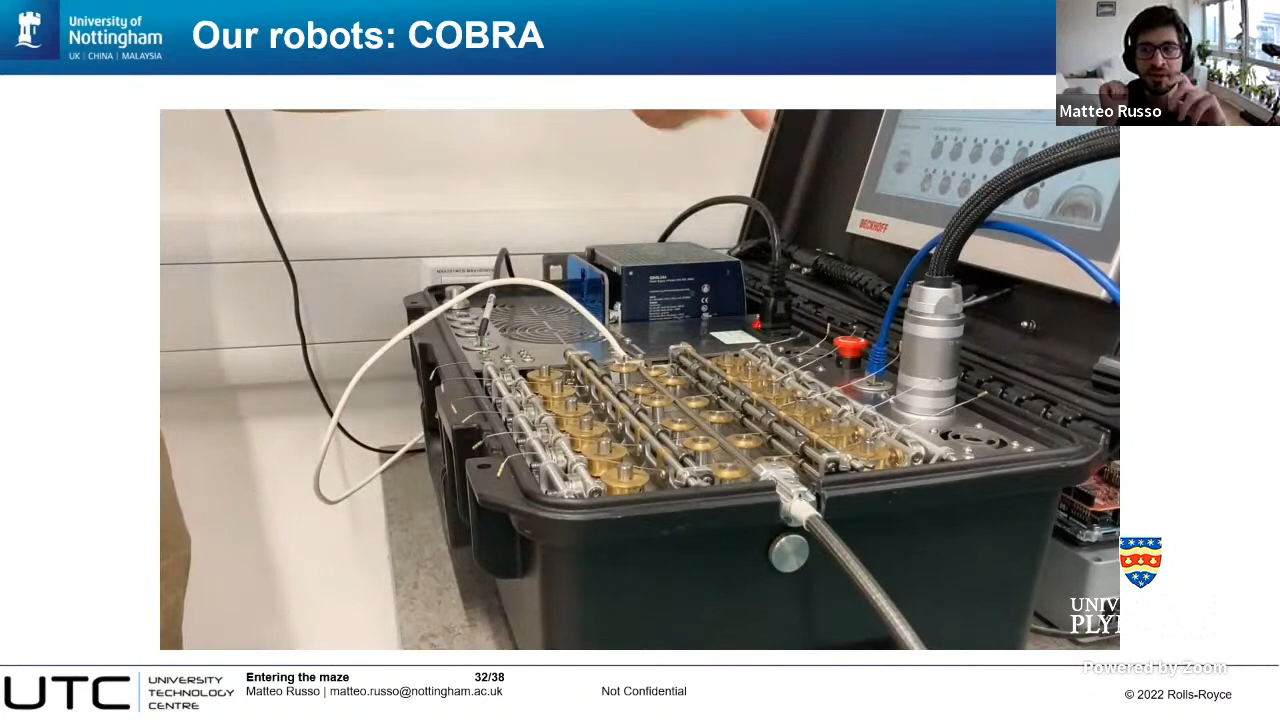 University of
Nottingham
UK | CHINA | MALAYSIA
Our robots: COBRA
Matteo Russo
BECKHOFF
UNIV
PLY
Powered by Zoom
UTC
UNIVERSITY
TECHNOLOGY
CENTRE
Entering the maze
32/38
Matteo Russo | matteo.russo@nottingham.ac.uk
Not Confidential
© 2022 Rolls-Royce